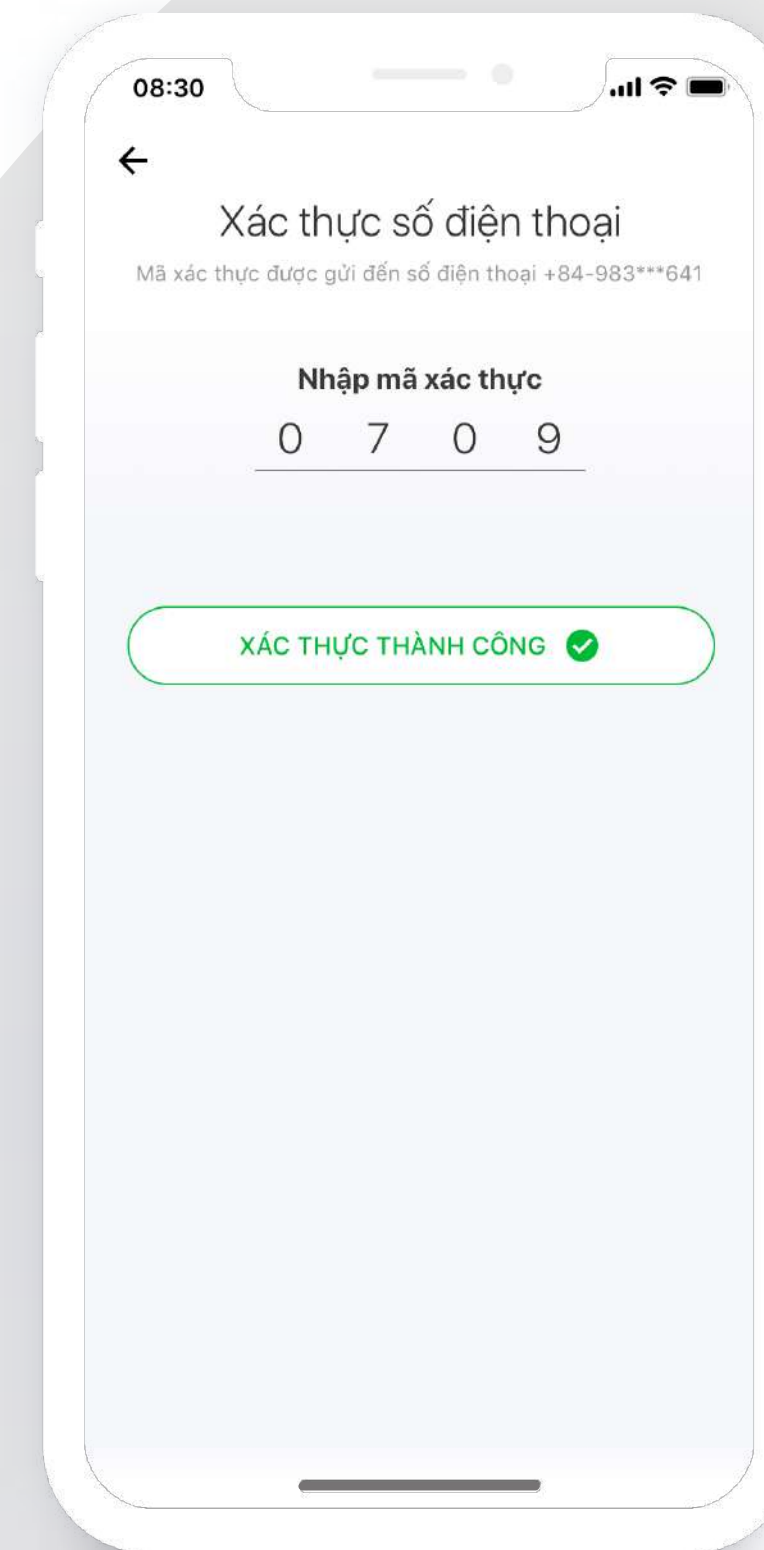 08:30
Xác thực số điện thoại
Mã xác thực được gửi đến số điện thoại +84-983***641
Nhập mã xác thực
0 7 0 9
XÁC THỰC THÀNH CÔNG